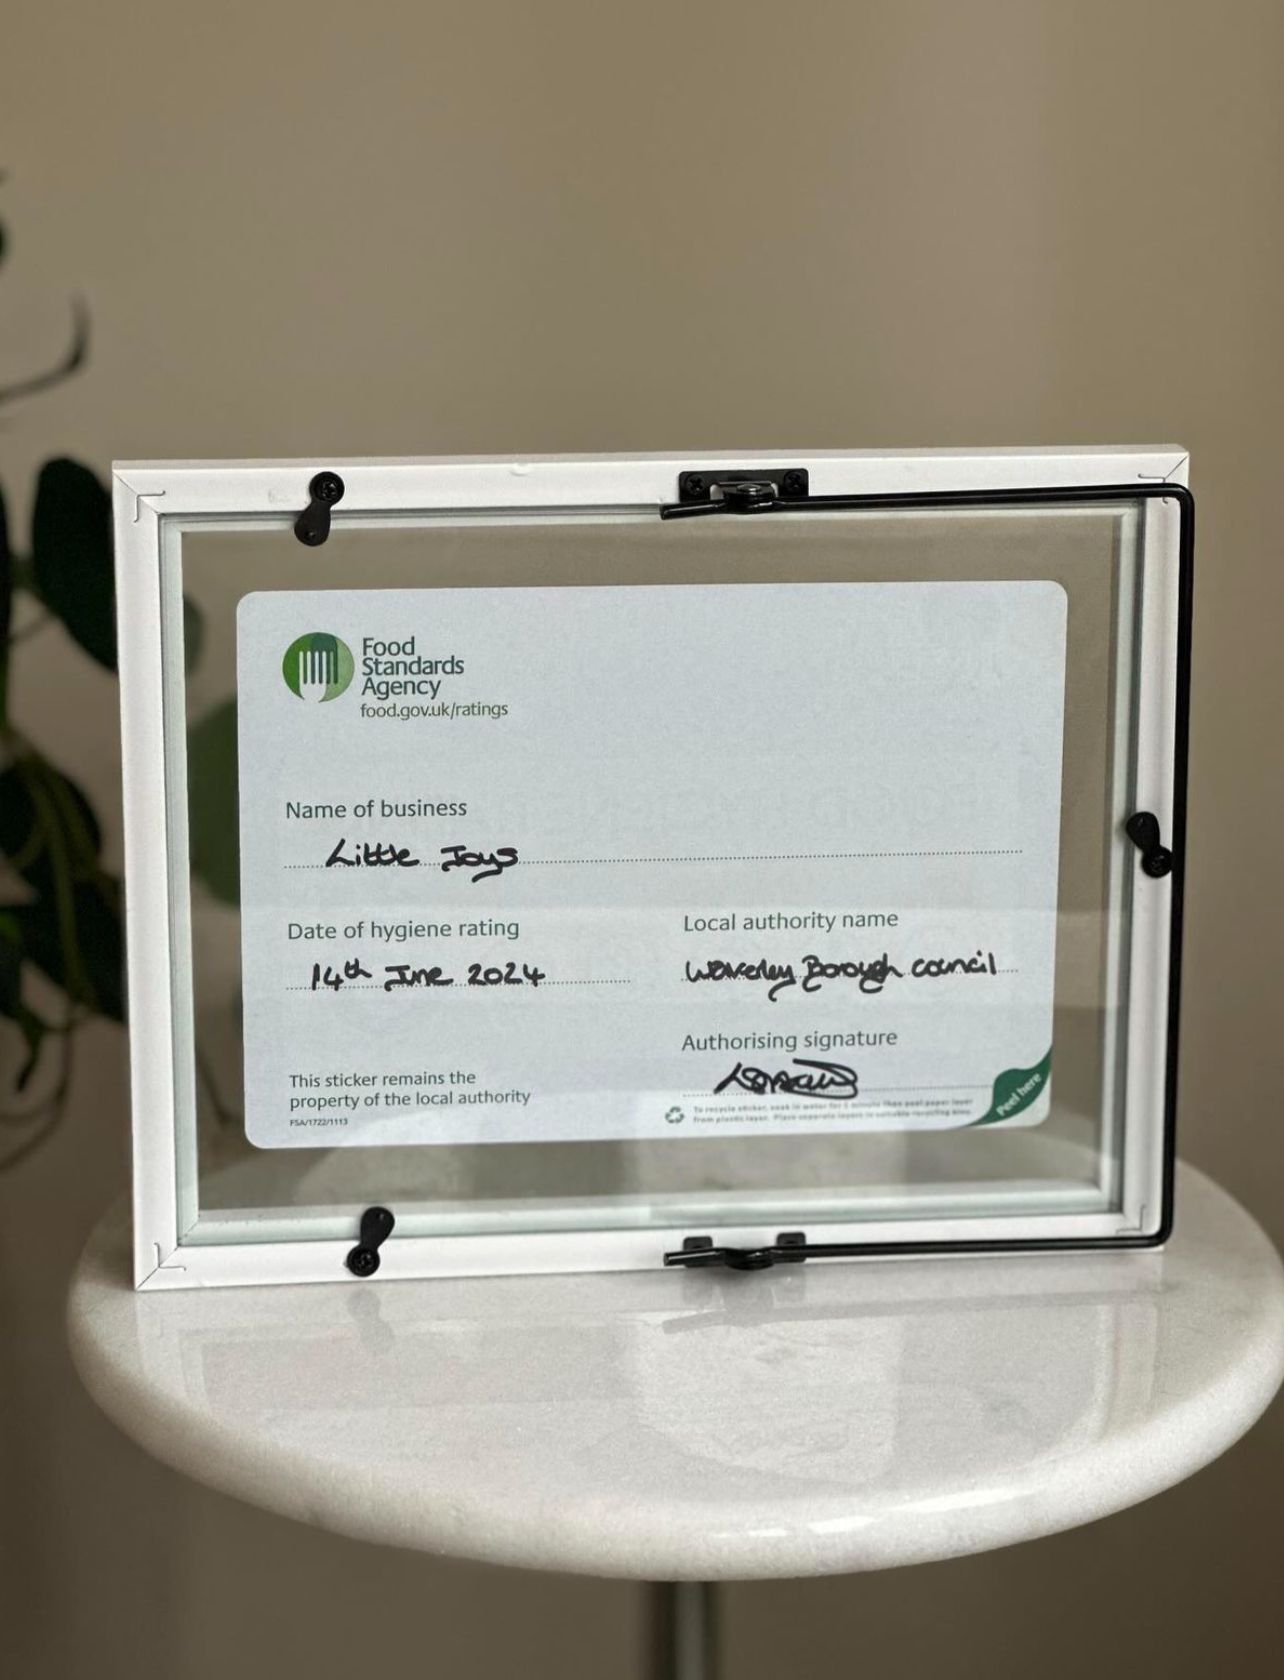 Food
Standards
Agency
food.gov.uk/ratings
Name of business
Little Joys
Date of hygiene rating
Local authority name
14th June 2024
Waverley Borough council
Authorising signature
This sticker remains the
property of the local authority
FSA/1722/1113
To recycle sticker, soak in water for 1 minute then peel paper layer
from plastic layer. Place separate layers in suitable recycling bins.
Peel here